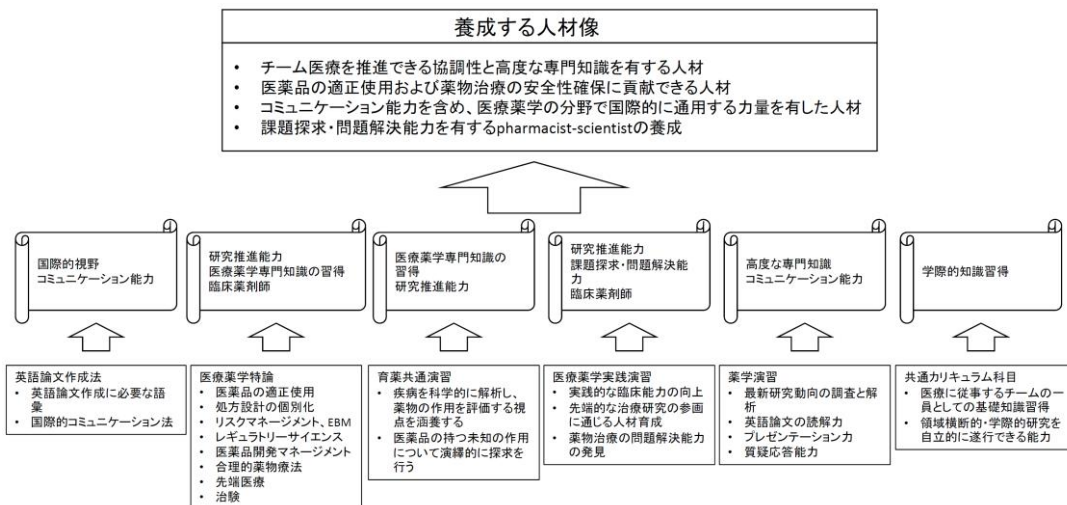 養成する人材像
• チーム医療を推進できる協調性と高度な専門知識を有する人材
• 医薬品の適正使用および薬物治療の安全性確保に貢献できる人材
• コミュニケーション能力を含め、医療薬学の分野で国際的に通用する力量を有した人材
• 課題探求・問題解決能力を有するpharmacist-scientistの養成
国際的視野
コミュニケーション能力
研究推進能力
医療薬学専門知識の習得
臨床薬剤師
医療薬学専門知識の
習得
研究推進能力
研究推進能力
課題探求・問題解決能
力
臨床薬剤師
高度な専門知識
コミュニケーション能力
学際的知識習得
英語論文作成法
• 英語論文作成に必要な語
彙
• 国際的コミュニケーション法
医療薬学特論
• 医薬品の適正使用
• 処方設計の個別化
• リスクマネージメント、EBM
• レギュラトリーサイエンス
• 医薬品開発マネージメント
• 合理的薬物療法
• 先端医療
• 治験
育薬共通演習
• 疾病を科学的に解析し、
薬物の作用を評価する視
点を涵養する
• 医薬品の持つ未知の作用
について演繹的に探求を
行う
医療薬学実践演習
• 実践的な臨床能力の向上
• 先端的な治療研究の参画
に通じる人材育成
• 薬物治療の問題解決能力
の発見
薬学演習
• 最新研究動向の調査と解
析
• 英語論文の読解力
• プレゼンテーション力
• 質疑応答能力
共通カリキュラム科目
• 医療に従事するチームの一
員としての基礎知識習得
• 領域横断的・学際的研究を
自立的に遂行できる能力